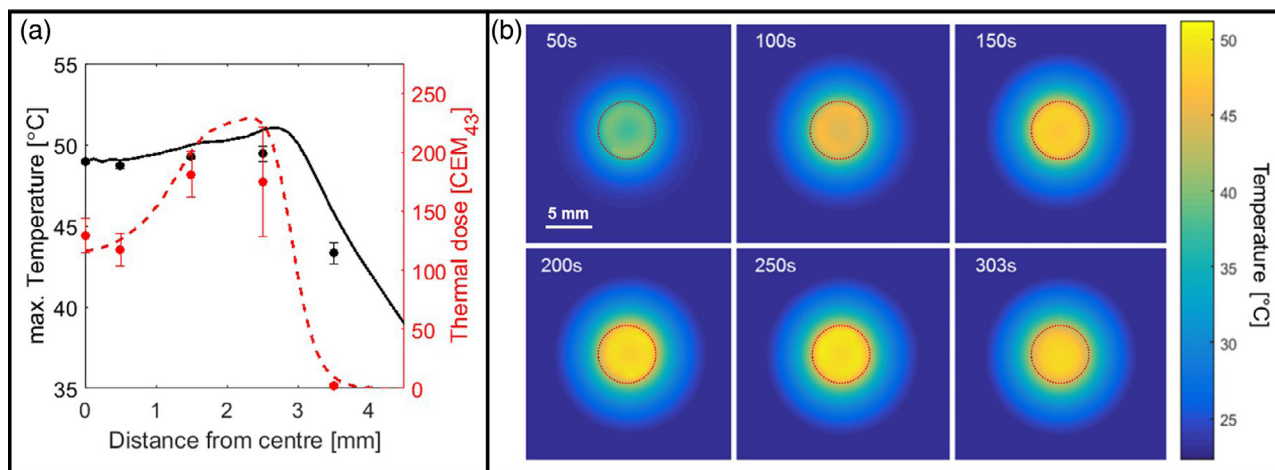 (a)
max. Temperature [°C]
55
50
45
40
35
0
1
2
3
4
Distance from centre [mm]
250
200
150
100
50
0
Thermal dose [CEM43]
(b)
50s
100s
150s
5 mm
200s
250s
303s
50
45
40
35
30
25
Temperature [°C]